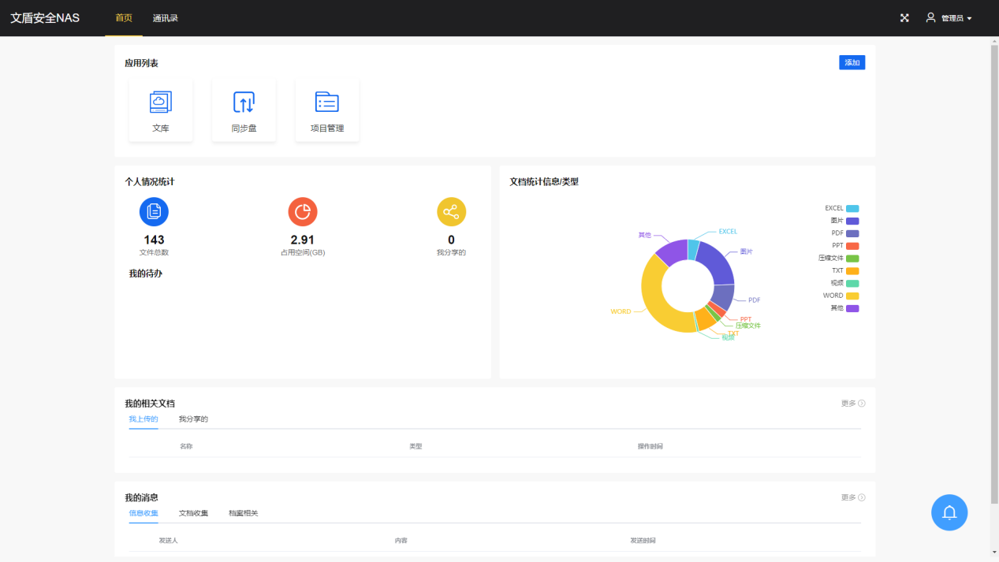 文盾安全NAS 首页 通讯录 管理员
应用列表 添加
文库 同步盘 项目管理
个人情况统计
143 2.91 0
文件总数 占用空间(GB) 我分享的
我的待办
文档统计信息/类型
EXCEL
图片
PDF
PPT
压缩文件
TXT
视频
WORD
其他
EXCEL
图片
PDF
PPT
压缩文件
TXT
视频
WORD
其他
我的相关文档 更多
我上传的 我分享的
名称 类型 操作时间
我的消息 更多
信息收集 文档收集 档案相关
发送人 内容 发送时间